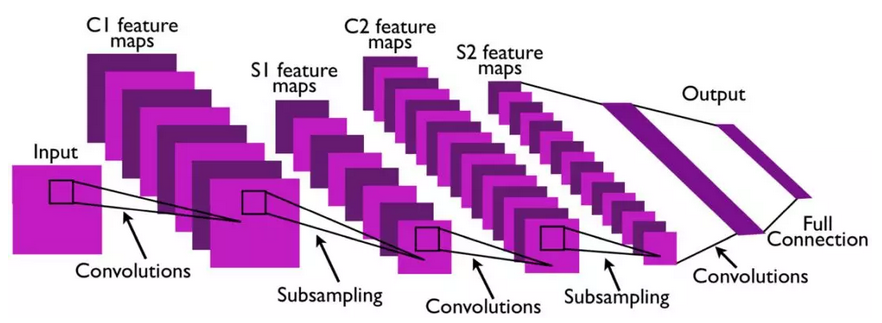 C1 feature
maps
S1 feature
maps
C2 feature
maps
S2 feature
maps
Output
Input
Convolutions
Subsampling
Convolutions
Subsampling
Convolutions
Full
Connection